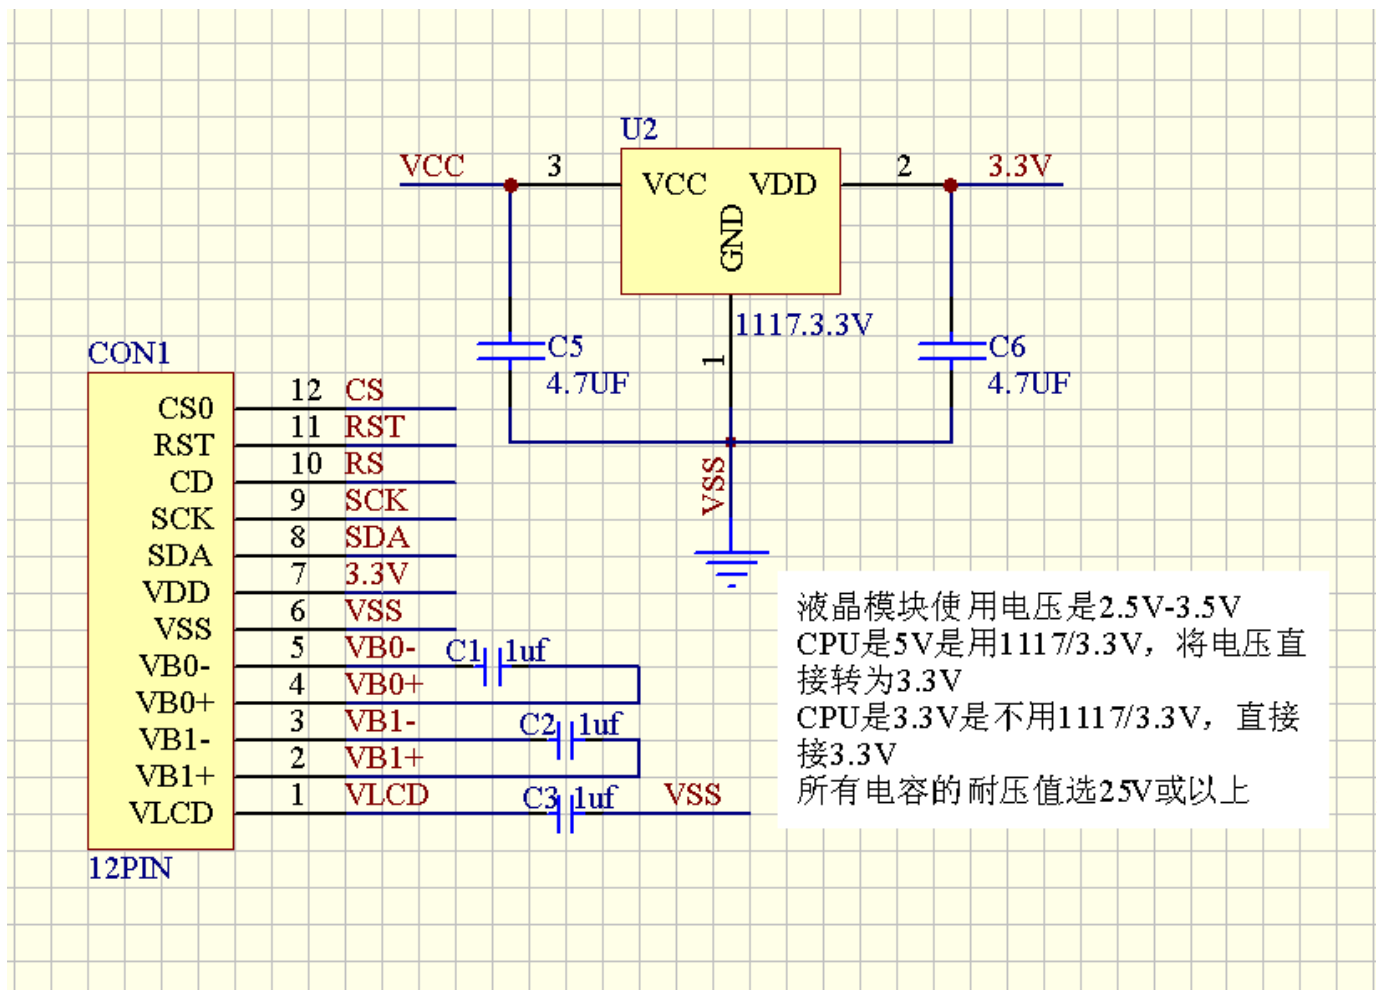 U2
VCC 3 VCC VDD 2 3.3V
GND
1117.3.3V
1
C5
4.7UF
C6
4.7UF
VSS
CON1
CS0 12 CS
RST 11 RST
CD 10 RS
SCK 9 SCK
SDA 8 SDA
VDD 7 3.3V
VSS 6 VSS
VB0- 5 VB0- C1 1uf
VB0+ 4 VB0+
VB1- 3 VB1- C2 1uf
VB1+ 2 VB1+
VLCD 1 VLCD C3 1uf VSS
12PIN
液晶模块使用电压是2.5V-3.5V
CPU是5V是用1117/3.3V，将电压直
接转为3.3V
CPU是3.3V是不用1117/3.3V，直接
接3.3V
所有电容的耐压值选25V或以上